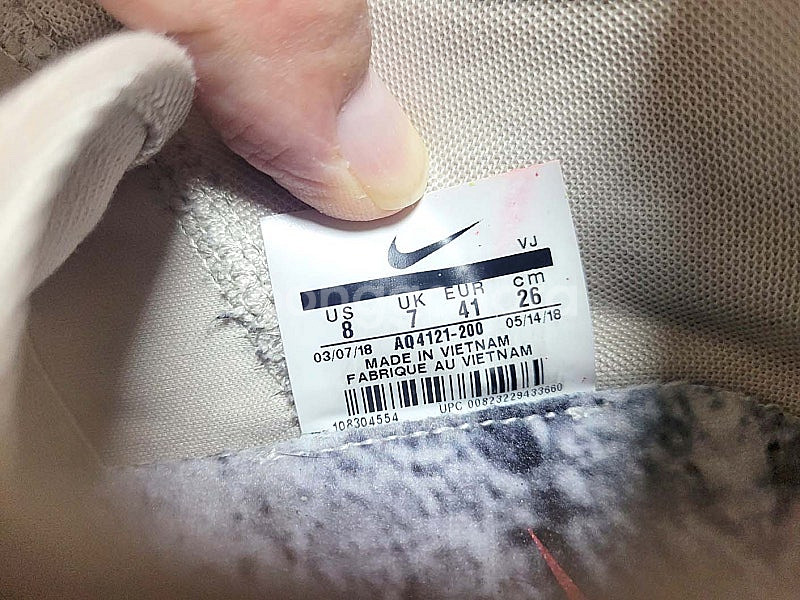 VJ
US UK EUR cm
8 7 41 26
03/07/18 AQ4121-200 05/14/18
MADE IN VIETNAM
FABRIQUE AU VIETNAM
108304554 UPC 00823229433660